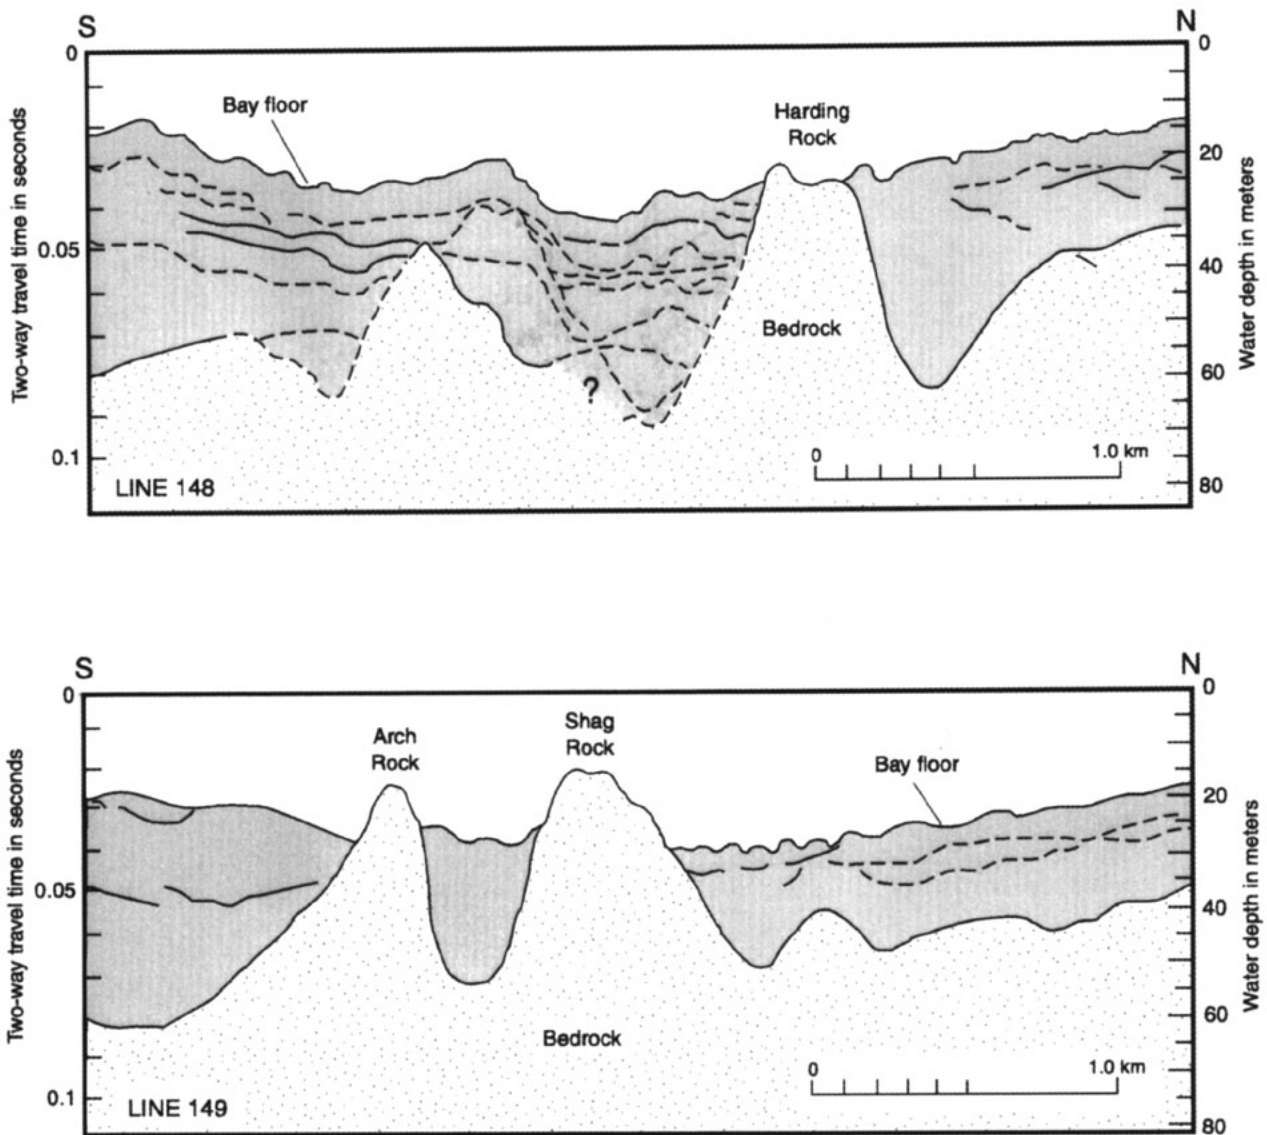 S
N
0
0
Bay floor
Harding
Rock
20
0.05
40
Bedrock
?
60
0
1.0 km
0.1
80
LINE 148
Two-way travel time in seconds
Water depth in meters
S
N
0
0
Arch
Rock
Shag
Rock
Bay floor
20
0.05
40
60
Bedrock
0
1.0 km
0.1
80
LINE 149
Two-way travel time in seconds
Water depth in meters